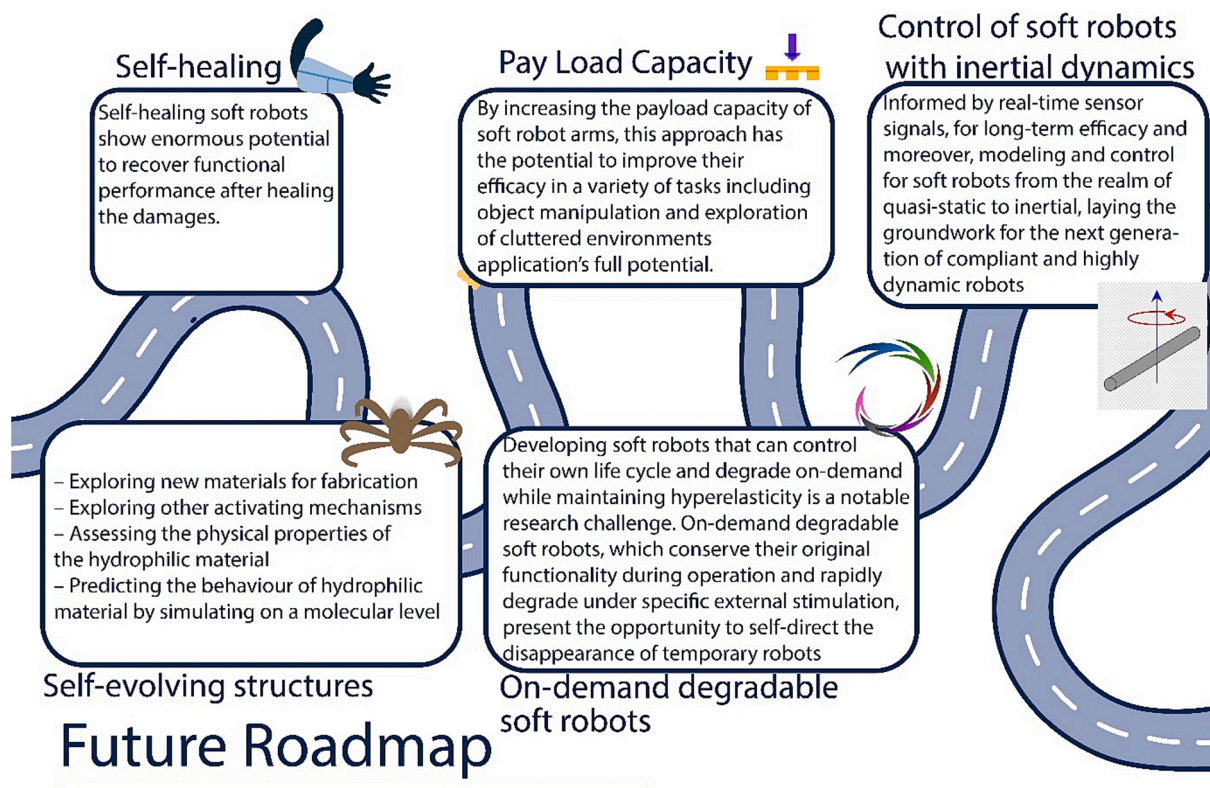 Self-healing
Self-healing soft robots
show enormous potential
to recover functional
performance after healing
the damages.
Pay Load Capacity
By increasing the payload capacity of
soft robot arms, this approach has
the potential to improve their
efficacy in a variety of tasks including
object manipulation and exploration
of cluttered environments
application's full potential.
Control of soft robots
with inertial dynamics
Informed by real-time sensor
signals, for long-term efficacy and
moreover, modeling and control
for soft robots from the realm of
quasi-static to inertial, laying the
groundwork for the next genera-
tion of compliant and highly
dynamic robots
– Exploring new materials for fabrication
– Exploring other activating mechanisms
– Assessing the physical properties of
the hydrophilic material
– Predicting the behaviour of hydrophilic
material by simulating on a molecular level
Self-evolving structures
Developing soft robots that can control
their own life cycle and degrade on-demand
while maintaining hyperelasticity is a notable
research challenge. On-demand degradable
soft robots, which conserve their original
functionality during operation and rapidly
degrade under specific external stimulation,
present the opportunity to self-direct the
disappearance of temporary robots
On-demand degradable
soft robots
Future Roadmap